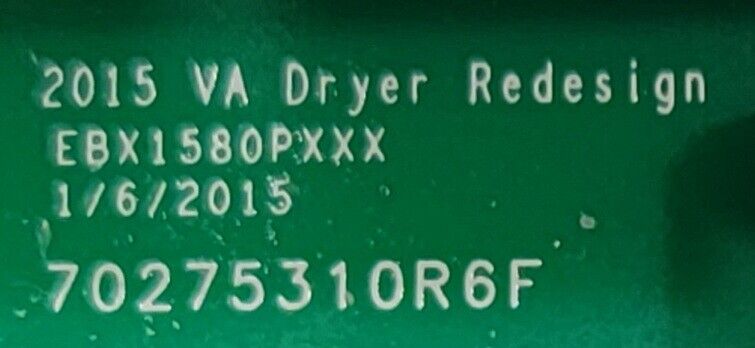 2015 VA Dryer Redesign
EBX1580PXXX
1/6/2015
70275310R6F